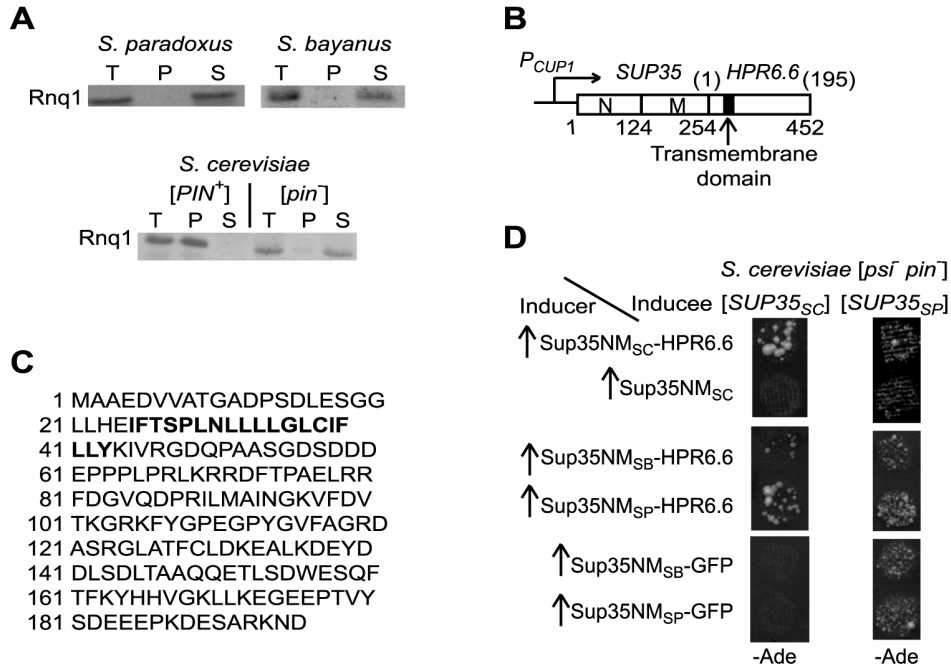 A
S. paradoxus S. bayanus
T P S T P S
Rnq1
S. cerevisiae
[PIN+] [pin-]
T P S T P S
Rnq1
B
PCUP1 SUP35 (1) HPR6.6 (195)
N M
1 124 254 452
Transmembrane
domain
C
1 MAAEDVVATGADPSDLESGG
21 LLHEIFTSPLNLLLLGLCIF
41 LLYKIVRGDQPAASGDSDDD
61 EPPPLPRLKRRDFTPAELRR
81 FDGVQDPRILMAINGKVFDV
101 TKGRKFYGPEGPYGVFAGRD
121 ASRGLATFCLDKEALKDEYD
141 DLSDLTAAQQETLSDWESQF
161 TFKYHHVGKLLKEGEEPTVY
181 SDEEEPKDESARKND
D
S. cerevisiae [psi- pin-]
Inducer Inducee [SUP35SC] [SUP35SP]
↑Sup35NMSC-HPR6.6
↑Sup35NMSC
↑Sup35NMSB-HPR6.6
↑Sup35NMSP-HPR6.6
↑Sup35NMSB-GFP
↑Sup35NMSP-GFP
-Ade -Ade